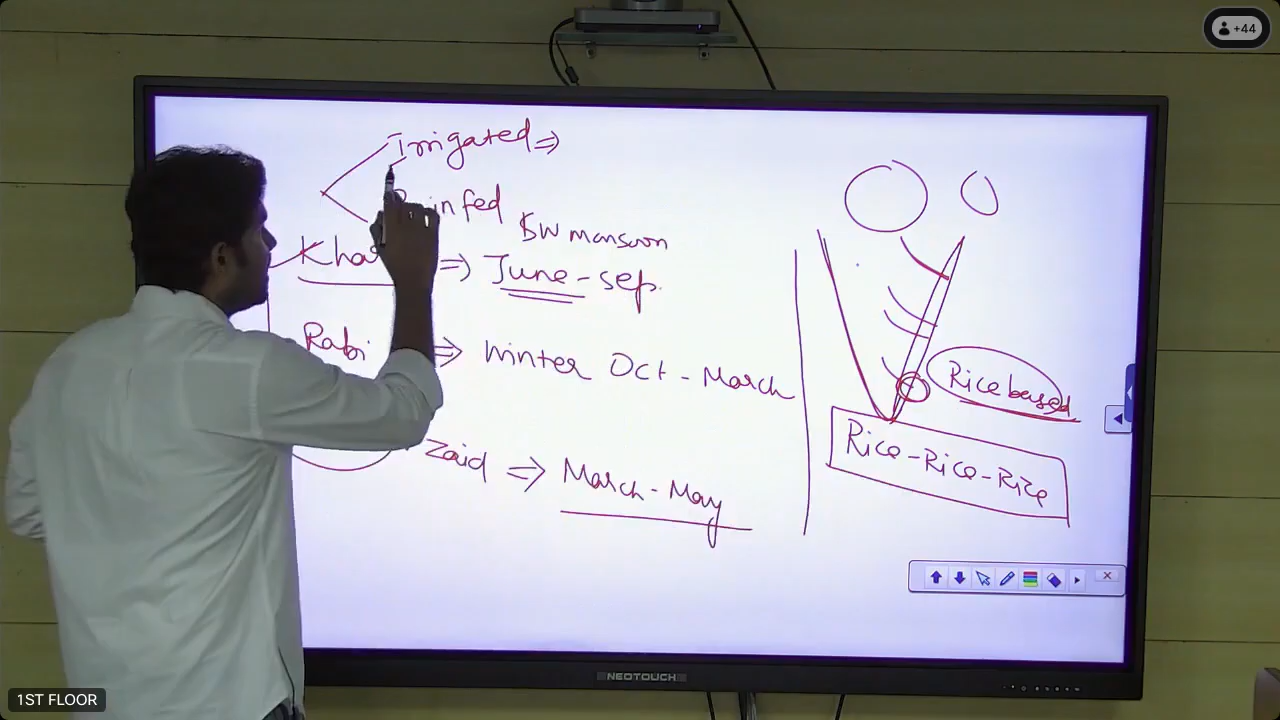 +44
Irrigated ⇒
SW monsoon
⇒ June - sep.
Rabi ⇒ Winter Oct - March
Zaid ⇒ March - May
Rice based
Rice - Rice - Rice
NEOTOUCH
1ST FLOOR